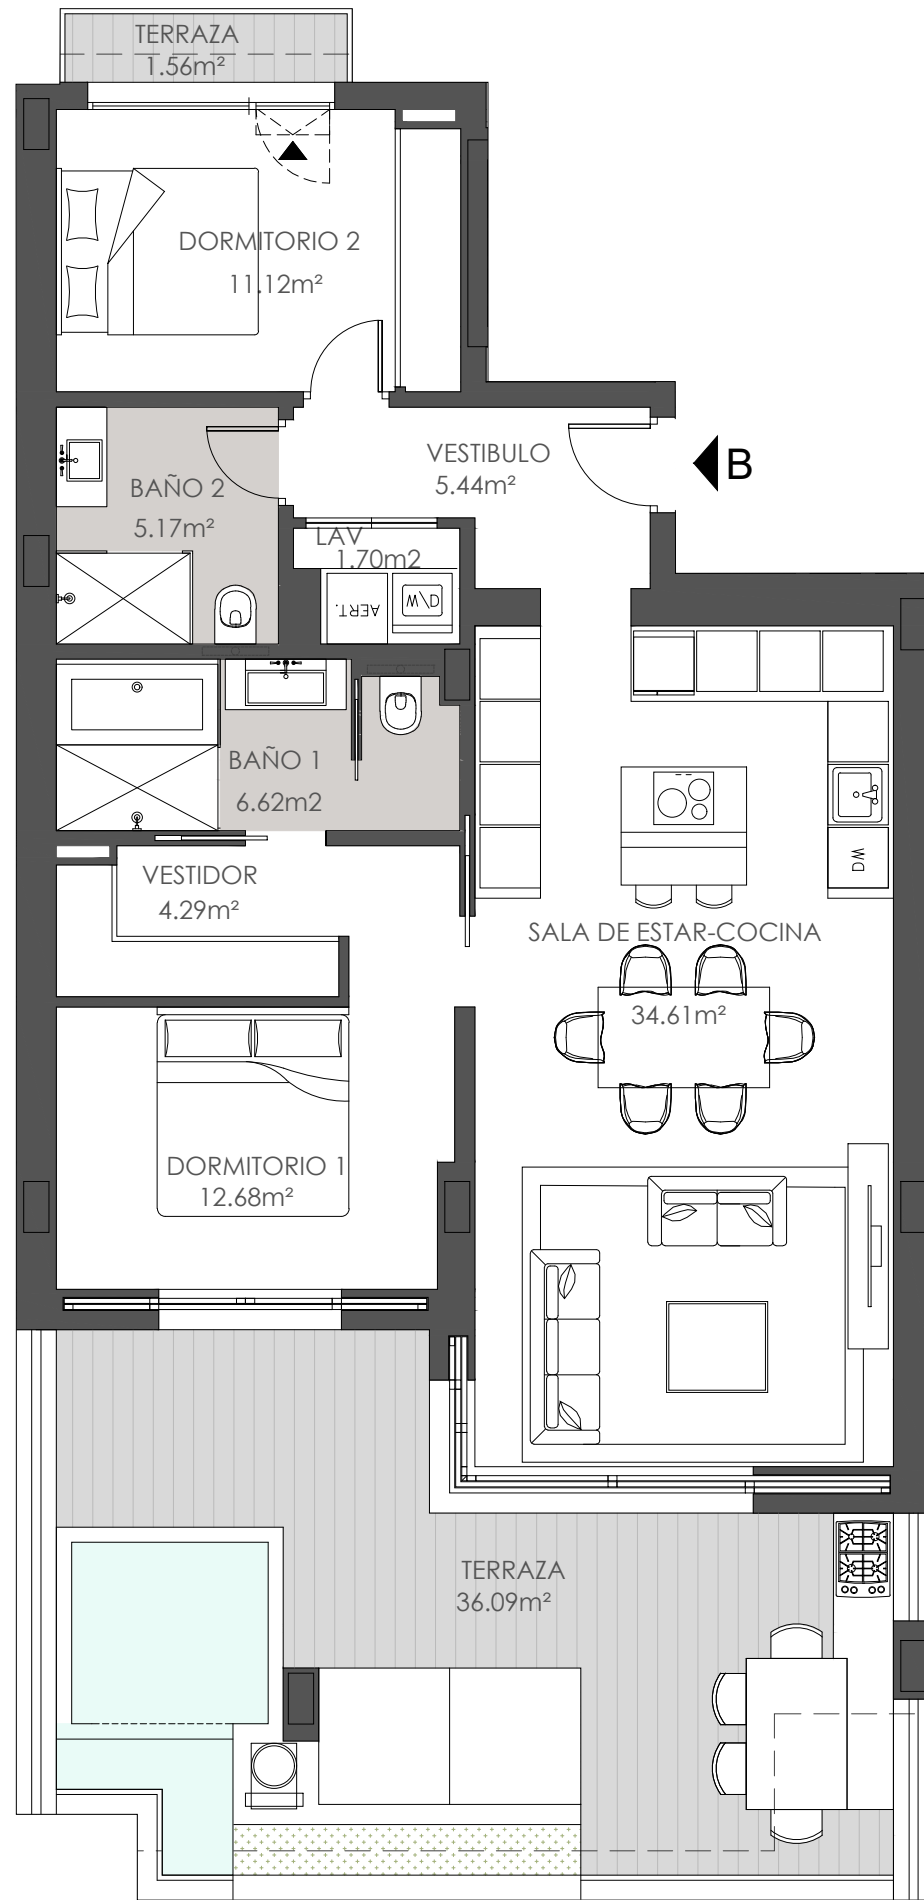 TERRAZA
1.56m²
DORMITORIO 2
11.12m²
VESTIBULO
5.44m²
B
BAÑO 2
5.17m²
LAV
1.70m2
AERT.
D/W
BAÑO 1
6.62m2
DW
VESTIDOR
4.29m²
SALA DE ESTAR-COCINA
34.61m²
DORMITORIO 1
12.68m²
TERRAZA
36.09m²